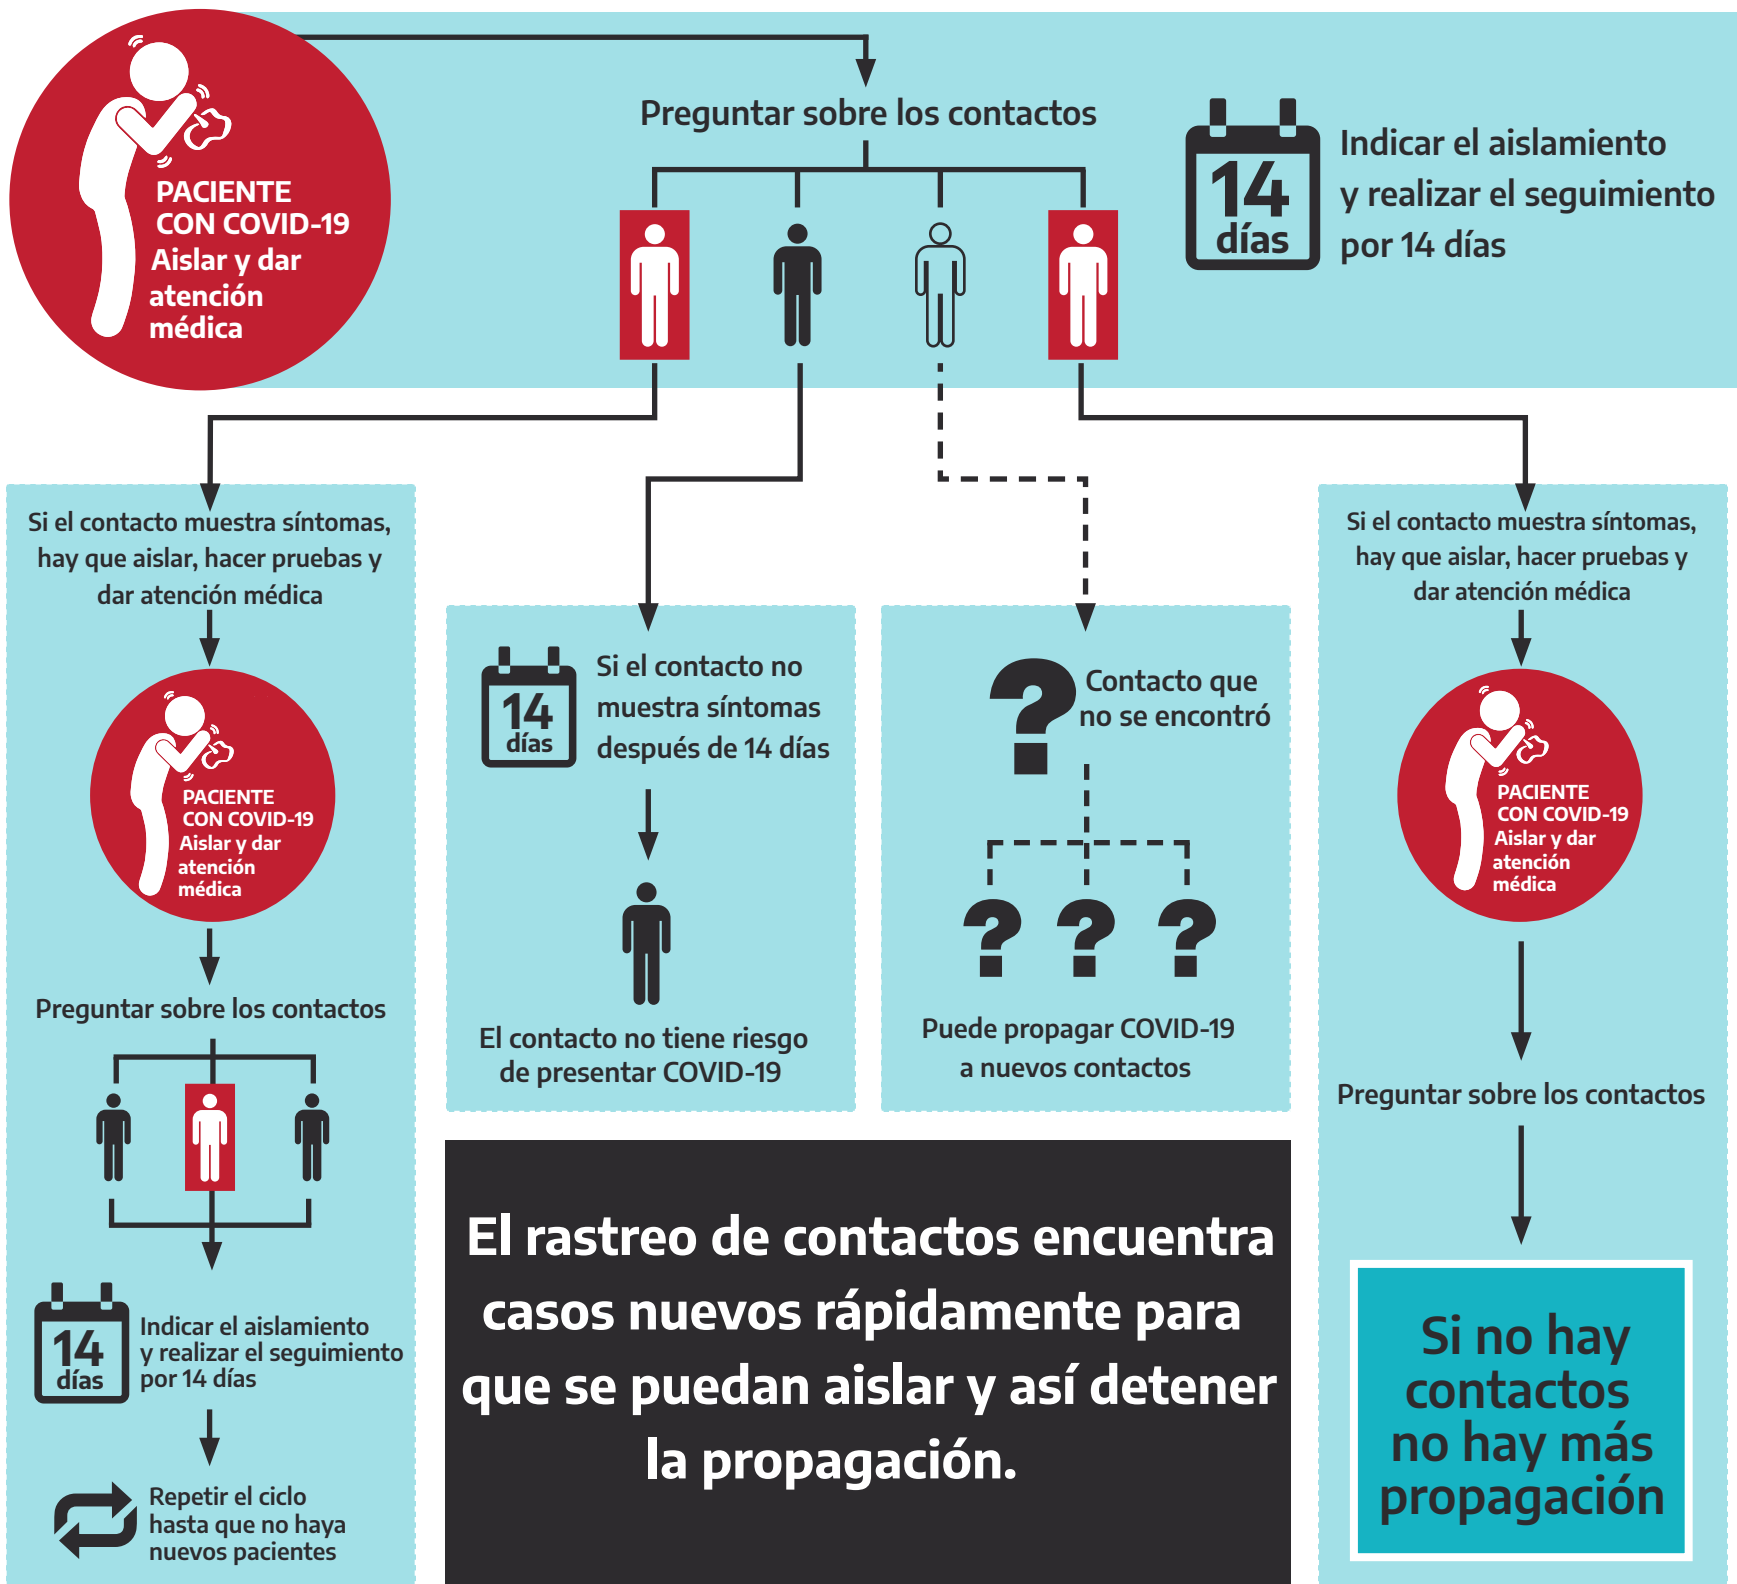 PACIENTE
CON COVID-19
Aislar y dar
atención
médica
Preguntar sobre los contactos
14
días
Indicar el aislamiento
y realizar el seguimiento
por 14 días
Si el contacto muestra síntomas,
hay que aislar, hacer pruebas y
dar atención médica
PACIENTE
CON COVID-19
Aislar y dar
atención
médica
Preguntar sobre los contactos
14
días
Indicar el aislamiento
y realizar el seguimiento
por 14 días
Repetir el ciclo
hasta que no haya
nuevos pacientes
14
días
Si el contacto no
muestra síntomas
después de 14 días
El contacto no tiene riesgo
de presentar COVID-19
?
Contacto que
no se encontró
? ? ?
Puede propagar COVID-19
a nuevos contactos
Si el contacto muestra síntomas,
hay que aislar, hacer pruebas y
dar atención médica
PACIENTE
CON COVID-19
Aislar y dar
atención
médica
Preguntar sobre los contactos
Si no hay
contactos
no hay más
propagación
El rastreo de contactos encuentra
casos nuevos rápidamente para
que se puedan aislar y así detener
la propagación.